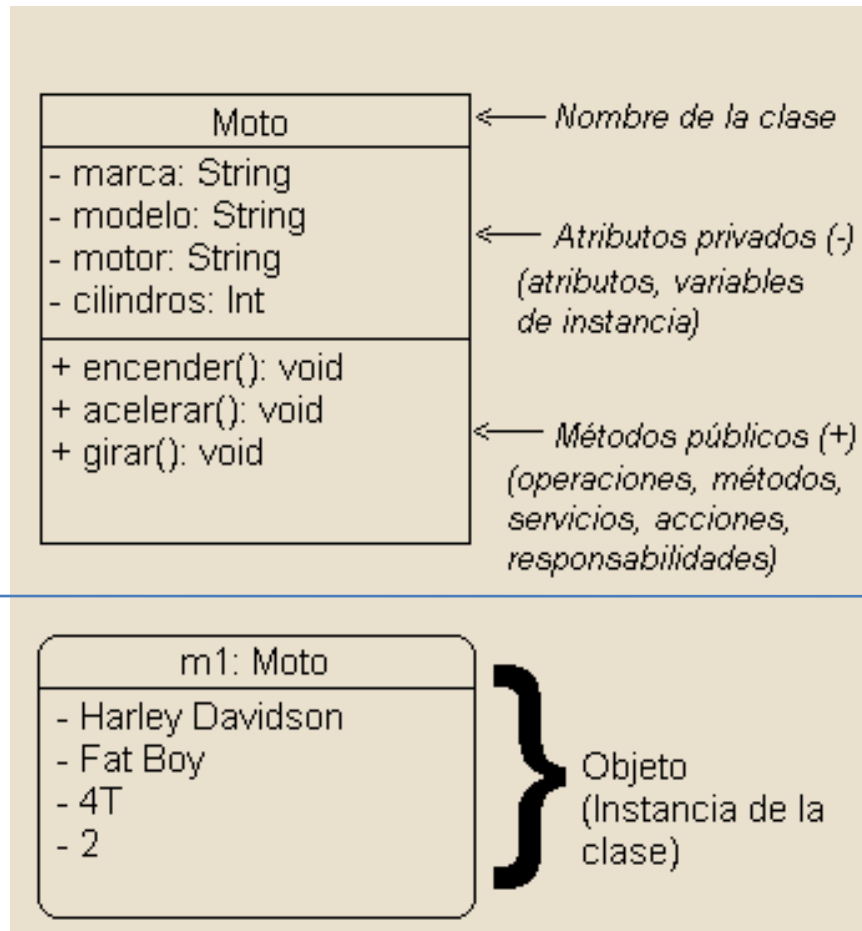 Moto
- marca: String
- modelo: String
- motor: String
- cilindros: Int
+ encender(): void
+ acelerar(): void
+ girar(): void
Nombre de la clase
Atributos privados (-)
(atributos, variables
de instancia)
Métodos públicos (+)
(operaciones, métodos,
servicios, acciones,
responsabilidades)
m1: Moto
- Harley Davidson
- Fat Boy
- 4T
- 2
Objeto
(Instancia de la
clase)